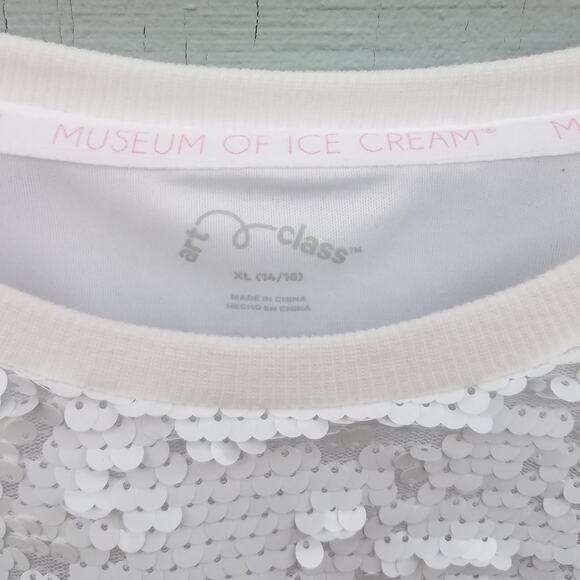 MUSEUM OF ICE CREAM® M
art class™
XL (14/16)
MADE IN CHINA
HECHO EN CHINA